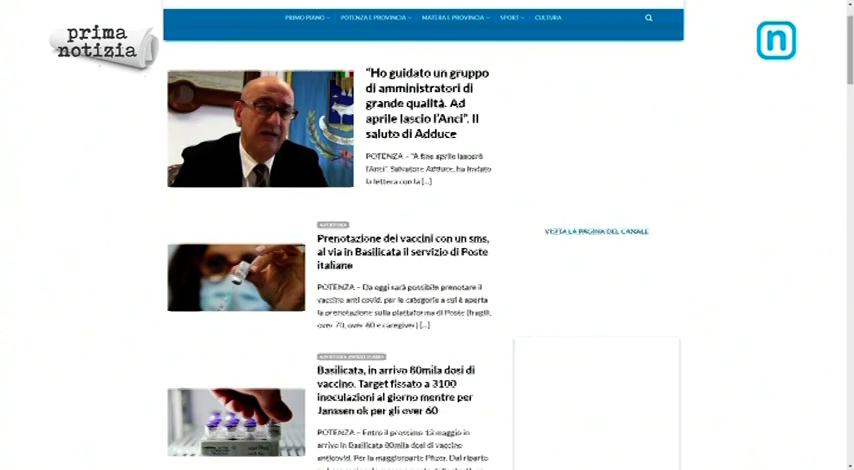 prima
notizia
PRIMO PIANO
POTENZA E PROVINCIA
MATERA E PROVINCIA
SPORT
CULTURA
n
"Ho guidato un gruppo
di amministratori di
grande qualità. Ad
aprile lascio l'Anci". Il
saluto di Adduce
POTENZA – "A fine aprile lascerò
l'Anci". Salvatore Adduce, ha inviato
la lettera con la [...]
Prenotazione dei vaccini con un sms,
al via in Basilicata il servizio di Poste
italiane
POTENZA – Da oggi sarà possibile prenotare il
vaccino anti covid, per le categorie a cui è aperta
la prenotazione sulla piattaforma di Poste (fragili,
over 70, over 60 e caregiver) [...]
VISITA LA PAGINA DEL CANALE
Basilicata, in arrivo 80mila dosi di
vaccino. Target fissato a 3100
inoculazioni al giorno mentre per
Janssen ok per gli over 60
POTENZA – Entro il prossimo 13 maggio in
arrivo in Basilicata 80mila dosi di vaccino
anticovid. Per la maggior parte Pfizer. Dal riparto